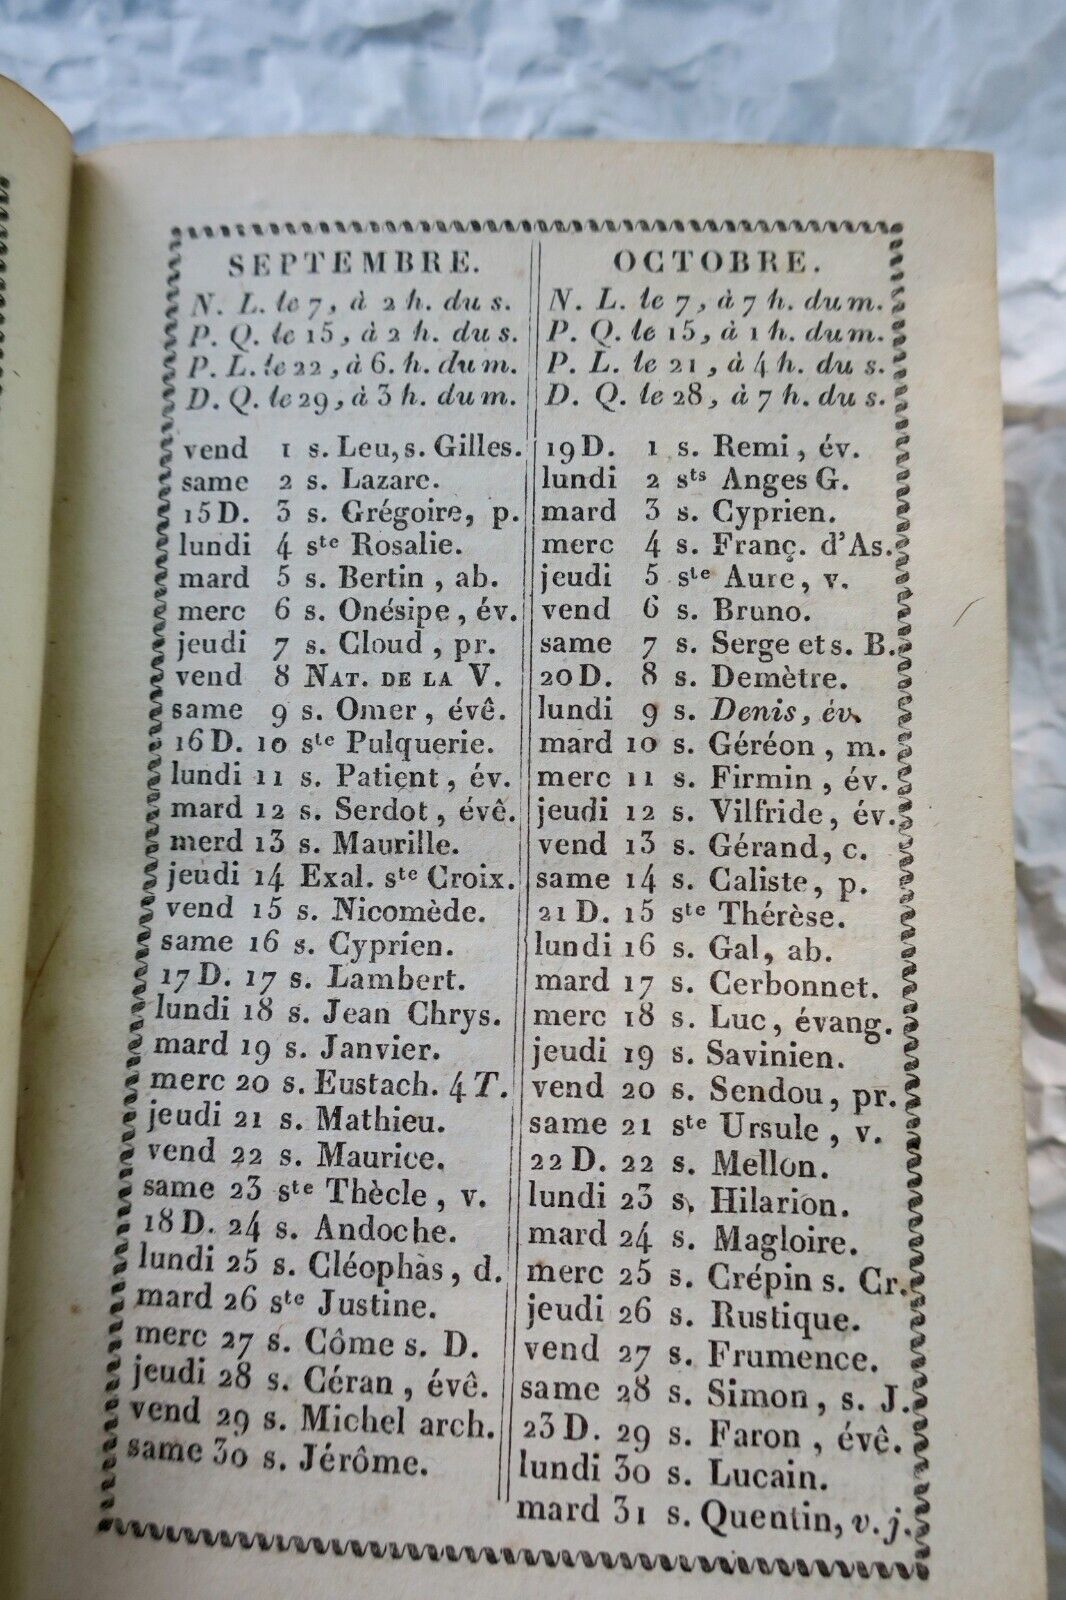 SEPTEMBRE.
N. L. le 7, à 2 h. du s.
P. Q. le 15, à 2 h. du s.
P. L. le 22, à 6. h. du m.
D. Q. le 29, à 3 h. du m.
vend 1 s. Leu, s. Gilles.
same 2 s. Lazare.
15 D. 3 s. Grégoire, p.
lundi 4 ste Rosalie.
mard 5 s. Bertin, ab.
merc 6 s. Onésipe, év.
jeudi 7 s. Cloud, pr.
vend 8 NAT. DE LA V.
same 9 s. Omer, évê.
16 D. 10 ste Pulquerie.
lundi 11 s. Patient, év.
mard 12 s. Serdot, évê.
merd 13 s. Maurille.
jeudi 14 Exal. ste Croix.
vend 15 s. Nicomède.
same 16 s. Cyprien.
17 D. 17 s. Lambert.
lundi 18 s. Jean Chrys.
mard 19 s. Janvier.
merc 20 s. Eustach. 4 T.
jeudi 21 s. Mathieu.
vend 22 s. Maurice.
same 23 ste Thècle, v.
18 D. 24 s. Andoche.
lundi 25 s. Cléophas, d.
mard 26 ste Justine.
merc 27 s. Côme s. D.
jeudi 28 s. Céran, évê.
vend 29 s. Michel arch.
same 30 s. Jérôme.
OCTOBRE.
N. L. le 7, à 7 h. du m.
P. Q. le 15, à 1 h. du m.
P. L. le 21, à 4 h. du s.
D. Q. le 28, à 7 h. du s.
19 D. 1 s. Remi, év.
lundi 2 sts Anges G.
mard 3 s. Cyprien.
merc 4 s. Franç. d'As.
jeudi 5 ste Aure, v.
vend 6 s. Bruno.
same 7 s. Serge et s. B.
20 D. 8 s. Demètre.
lundi 9 s. Denis, év.
mard 10 s. Géréon, m.
merc 11 s. Firmin, év.
jeudi 12 s. Vilfride, év.
vend 13 s. Gérand, c.
same 14 s. Caliste, p.
21 D. 15 ste Thérèse.
lundi 16 s. Gal, ab.
mard 17 s. Cerbonnet.
merc 18 s. Luc, évang.
jeudi 19 s. Savinien.
vend 20 s. Sendou, pr.
same 21 ste Ursule, v.
22 D. 22 s. Mellon.
lundi 23 s. Hilarion.
mard 24 s. Magloire.
merc 25 s. Crépin s. Cr.
jeudi 26 s. Rustique.
vend 27 s. Frumence.
same 28 s. Simon, s. J.
23 D. 29 s. Faron, évê.
lundi 30 s. Lucain.
mard 31 s. Quentin, v. j.